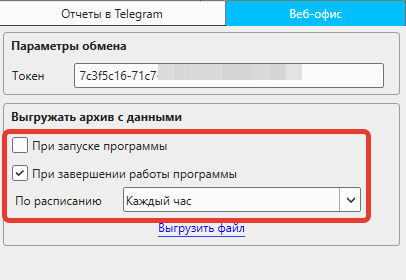 Отчеты в Telegram
Веб-офис
Параметры обмена
Токен 7c3f5c16-71c7-
Выгружать архив с данными
При запуске программы
При завершении работы программы
По расписанию Каждый час
Выгрузить файл